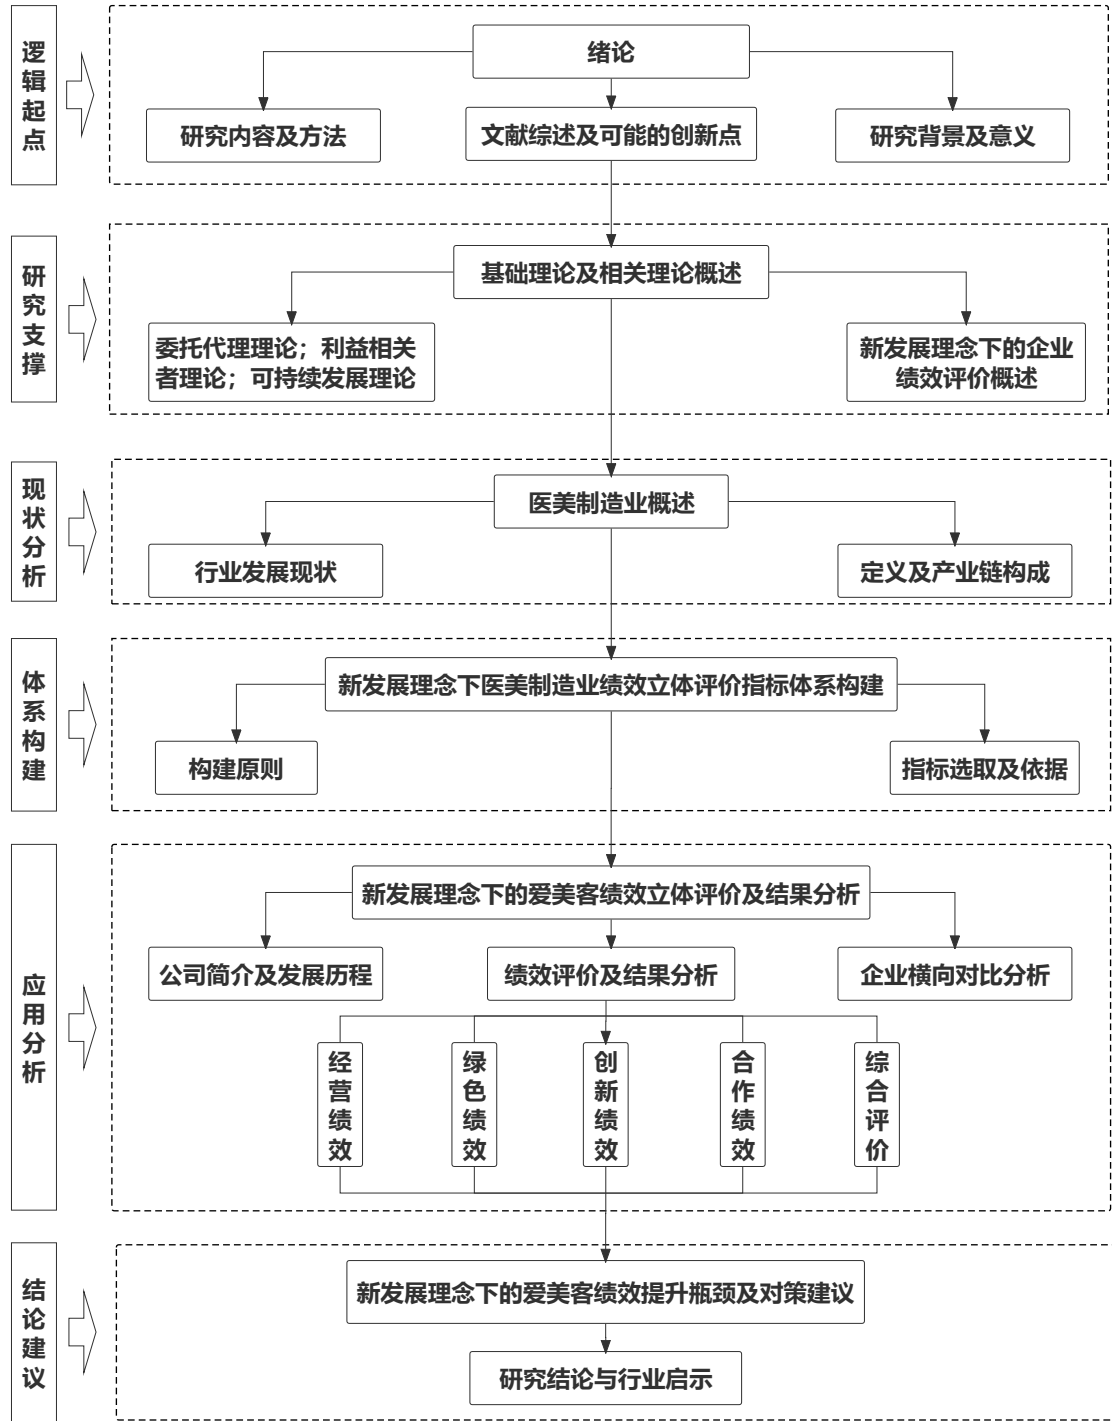 逻辑起点
绪论
研究内容及方法
文献综述及可能的创新点
研究背景及意义
研究支撑
基础理论及相关理论概述
委托代理理论；利益相关
者理论；可持续发展理论
新发展理念下的企业
绩效评价概述
现状分析
医美制造业概述
行业发展现状
定义及产业链构成
体系构建
新发展理念下医美制造业绩效立体评价指标体系构建
构建原则
指标选取及依据
应用分析
新发展理念下的爱美客绩效立体评价及结果分析
公司简介及发展历程
绩效评价及结果分析
企业横向对比分析
经营绩效
绿色绩效
创新绩效
合作绩效
综合评价
结论建议
新发展理念下的爱美客绩效提升瓶颈及对策建议
研究结论与行业启示